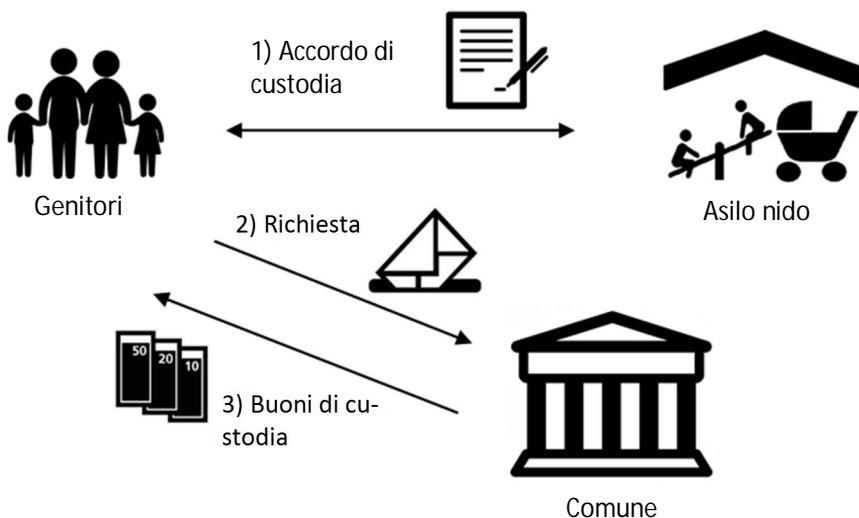 1) Accordo di
custodia
Genitori
Asilo nido
2) Richiesta
50
20
10
3) Buoni di cu-
stodia
Comune